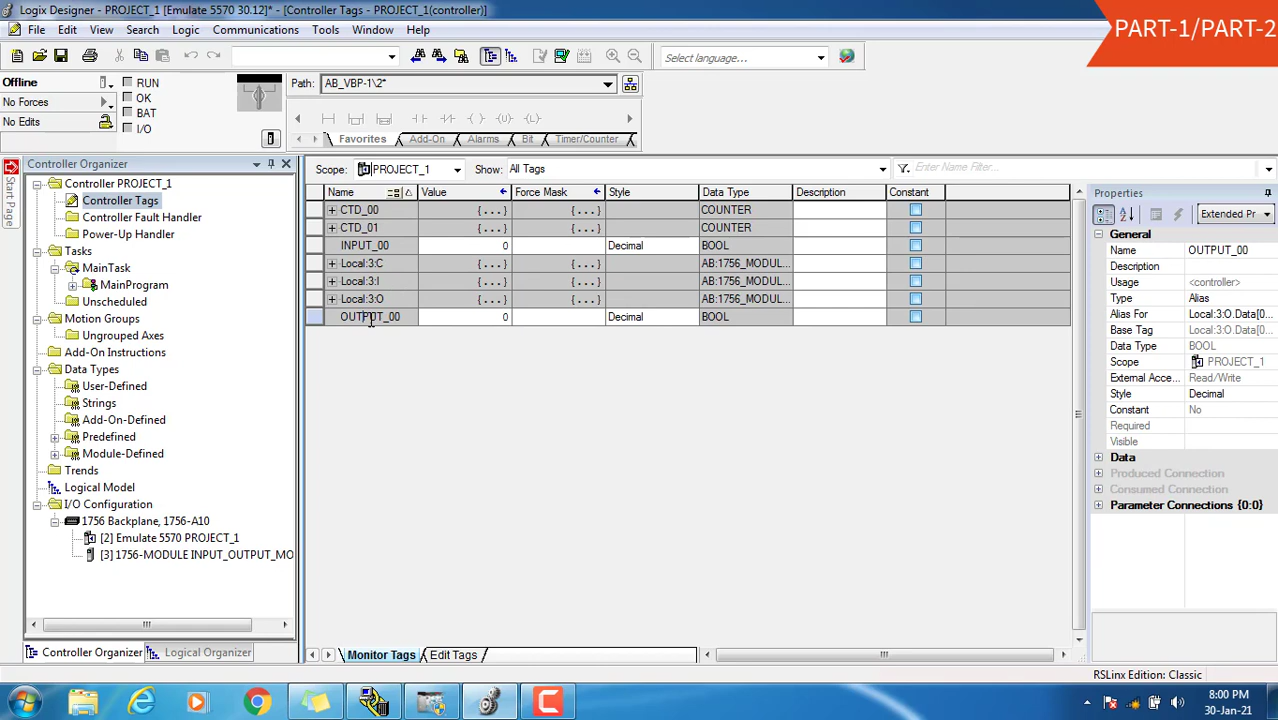 Logix Designer - PROJECT_1 [Emulate 5570 30.12]* - [Controller Tags - PROJECT_1(controller)]
PART-1/PART-2
File Edit View Search Logic Communications Tools Window Help
Select language...
Offline
RUN
No Forces
OK
No Edits
BAT
I/O
Path: AB_VBP-1\2*
Favorites Add-On Alarms Bit Timer/Counter
Start Page
Controller Organizer
Controller PROJECT_1
Controller Tags
Controller Fault Handler
Power-Up Handler
Tasks
MainTask
MainProgram
Unscheduled
Motion Groups
Ungrouped Axes
Add-On Instructions
Data Types
User-Defined
Strings
Add-On-Defined
Predefined
Module-Defined
Trends
Logical Model
I/O Configuration
1756 Backplane, 1756-A10
[2] Emulate 5570 PROJECT_1
[3] 1756-MODULE INPUT_OUTPUT_MO
Controller Organizer Logical Organizer
Scope: PROJECT_1 Show: All Tags Enter Name Filter...
Name Value Force Mask Style Data Type Description Constant
CTD_00 {...} {...} COUNTER
CTD_01 {...} {...} COUNTER
INPUT_00 0 Decimal BOOL
Local:3:C {...} {...} AB:1756_MODUL...
Local:3:I {...} {...} AB:1756_MODUL...
Local:3:O {...} {...} AB:1756_MODUL...
OUTPUT_00 0 Decimal BOOL
Monitor Tags Edit Tags
Properties
Extended Pr
General
Name OUTPUT_00
Description
Usage <controller>
Type Alias
Alias For Local:3:O.Data[0
Base Tag Local:3:O.Data[0
Data Type BOOL
Scope PROJECT_1
External Acce... Read/Write
Style Decimal
Constant No
Required
Visible
Data
Produced Connection
Consumed Connection
Parameter Connections {0:0}
RSLinx Edition: Classic
8:00 PM
30-Jan-21